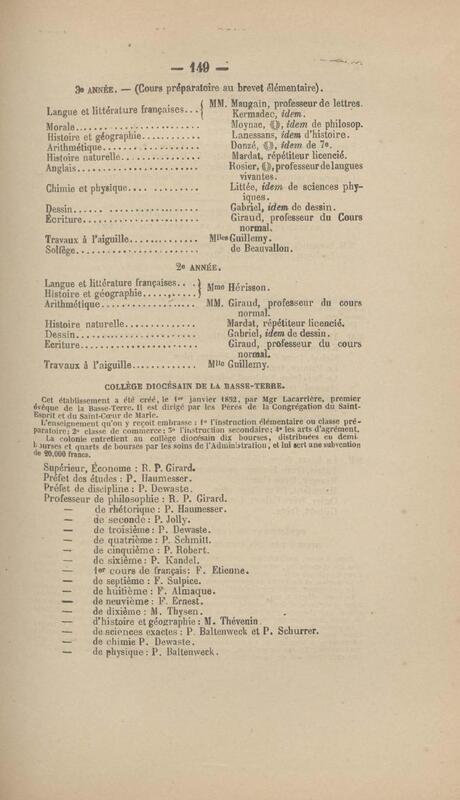 — 149 —
3e ANNÉE. — (Cours préparatoire au brevet élémentaire).
Langue et littérature françaises... { MM. Maugain, professeur de lettres.
Kermadec, idem.
Morale.................... Moynac, idem de philosop.
Histoire et géographie............ Lanessans, idem d'histoire.
Arithmétique.................. Donzé, idem de 7e.
Histoire naturelle.............. Mardat, répétiteur licencié.
Anglais..................... Rosier, professeur de langues
vivantes.
Chimie et physique.... .......... Littée, idem de sciences phy-
iques.
Dessin....... ............... Gabriel, idem de dessin.
Écriture..................... Giraud, professeur du Cours
normal.
Travaux à l'aiguille............. Mlles Guillemy.
Solfège..................... de Beauvallon.
2e ANNÉE.
Langue et littérature françaises.. . } Mme Hérisson.
Histoire et géographie...........
Arithmétique................. MM. Giraud, professeur du cours
normal.
Histoire naturelle.............. Mardat, répétiteur licencié.
Dessin..................... Gabriel, idem de dessin.
Ecriture.................... Giraud, professeur du cours
normal.
Travaux à l'aiguille............. Mlle Guillemy.
COLLÈGE DIOCÉSAIN DE LA BASSE-TERRE.
Cet établissement a été créé, le 1er janvier 1852, par Mgr Lacarrière, premier
évêque de la Basse-Terre. Il est dirigé par les Pères de la Congrégation du Saint-
Esprit et du Saint-Cœur de Marie.
L'enseignement qu'on y reçoit embrasse : 1º l'instruction élémentaire ou classe pré-
paratoire; 2º classe de commerce; 3º l'instruction secondaire; 4º les arts d'agrément.
La colonie entretient au collège diocésain dix bourses, distribuées en demi
bourses et quarts de bourses par les soins de l'Administration, et lui sert une subvention
de 20,000 francs.
Supérieur, Économe : R. P. Girard.
Préfet des études : P. Haumesser.
Préfet de discipline : P. Dewaste.
Professeur de philosophie : R. P. Girard.
— de rhétorique : P. Haumesser.
— de seconde : P. Jolly.
— de troisième : P. Dewaste.
— de quatrième : P. Schmitt.
— de cinquième : P. Robert.
— de sixième : P. Kandel.
— 1er cours de français : F. Etienne.
— de septième : F. Sulpice.
— de huitième : F. Almaque.
— de neuvième : F. Ernest.
— de dixième : M. Thysen.
— d'histoire et géographie : M. Thévenin
— de sciences exactes : P. Baltenweck et P. Schurrer.
— de chimie P. Dewaste.
— de physique : P. Baltenweck.